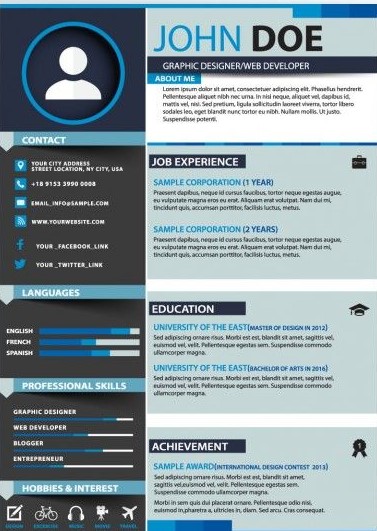 JOHN DOE
GRAPHIC DESIGNER/WEB DEVELOPER
ABOUT ME
Lorem ipsum dolor sit amet, consectetuer adipiscing elit. Phasellus hendrerit.
Pellentesque aliquet nibh nec urna. In nisi neque, aliquet vel, dapibus id,
mattis vel, nisi. Sed pretium, ligula sollicitudin laoreet viverra, tortor libero
sodales leo, eget blandit nunc tortor eu nibh. Nullam mollis. Ut justo.
Suspendisse potenti.
CONTACT
YOUR CITY ADDRESS
STREET LOCATION, NY CITY, USA
+18 9153 3990 0008
EMAIL_INFO@SAMPLE.COM
WWW.YOURWEBSITE.COM
YOUR _FACEBOOK_LINK
YOUR _TWITTER_LINK
LANGUAGES
ENGLISH
FRENCH
SPANISH
PROFESSIONAL SKILLS
GRAPHIC DESIGNER
WEB DEVELOPER
BLOGGER
ENTREPRENEUR
HOBBIES & INTEREST
DESIGN
EXERCISE
MUSIC
MOVIE
TRAVEL
JOB EXPERIENCE
SAMPLE CORPORATION (1 YEAR)
Praesent dapibus, neque id cursus faucibus, tortor neque egestas augue,
eu vulputate magna eros eu erat. Aliquam erat volutpat. Nam dui mi,
tincidunt quis, accumsan porttitor, facilisis luctus, metus.
SAMPLE CORPORATION (2 YEARS)
Praesent dapibus, neque id cursus faucibus, tortor neque egestas augue,
eu vulputate magna eros eu erat. Aliquam erat volutpat. Nam dui mi,
tincidunt quis, accumsan porttitor, facilisis luctus, metus.
EDUCATION
UNIVERSITY OF THE EAST(MASTER OF DESIGN IN 2012)
Sed adipiscing ornare risus. Morbi est est, blandit sit amet, sagittis vel,
euismod vel, velit. Pellentesque egestas sem. Suspendisse commodo
ullamcorper magna.
UNIVERSITY OF THE EAST(BACHELOR OF ARTS IN 2016)
Sed adipiscing ornare risus. Morbi est est, blandit sit amet, sagittis vel,
euismod vel, velit. Pellentesque egestas sem. Suspendisse commodo
ullamcorper magna.
ACHIEVEMENT
1
SAMPLE AWARD(INTERNATIONAL DESIGN CONTEST 2013)
Sed adipiscing ornare risus. Morbi est est, blandit sit amet, sagittis vel,
euismod vel, velit. Pellentesque egestas sem. Suspendisse commodo
ullamcorper magna.
Morbi in sem quis dui placerat ornare. Pellentesque odio nisi,
euismod in,pharetra a, ultricies in, diam. Sed arcu. Cras consequat.